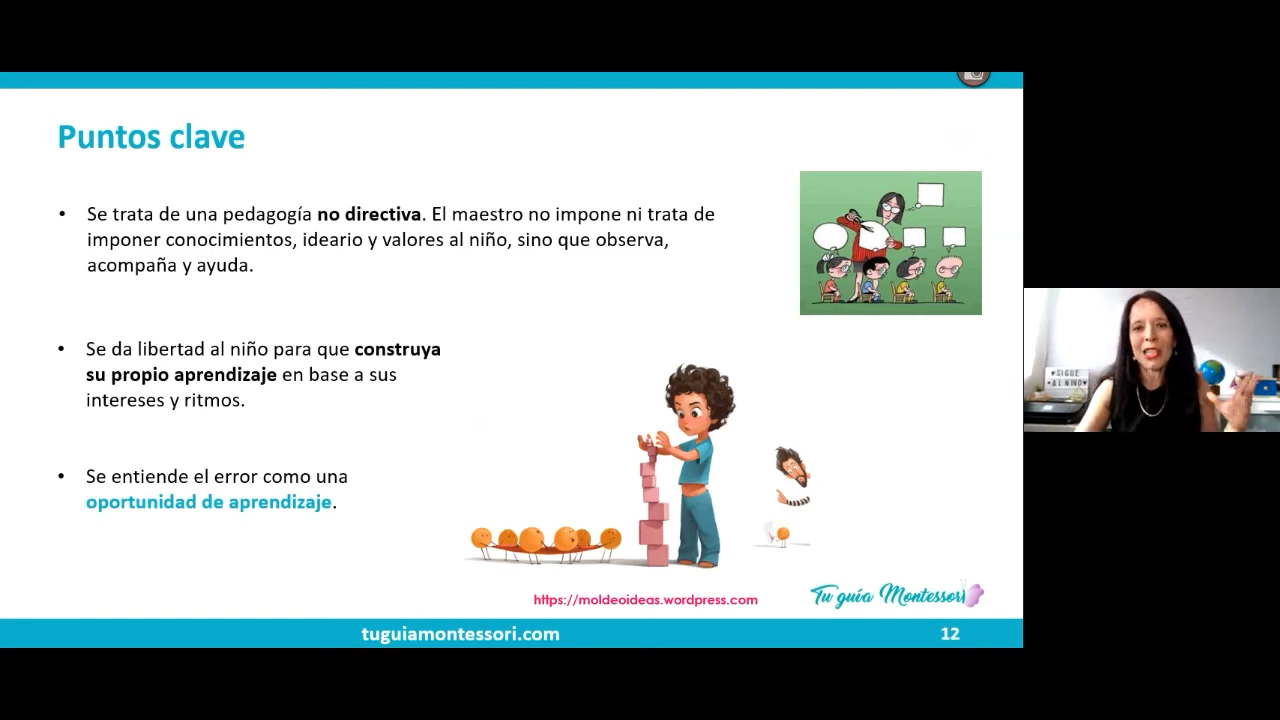 Puntos clave
• Se trata de una pedagogía no directiva. El maestro no impone ni trata de
imponer conocimientos, ideario y valores al niño, sino que observa,
acompaña y ayuda.
• Se da libertad al niño para que construya
su propio aprendizaje en base a sus
intereses y ritmos.
• Se entiende el error como una
oportunidad de aprendizaje.
https://moldeoideas.wordpress.com
Tu guía Montessori
tuguiamontessori.com
12
♥SIGUE
AL NIÑO♥